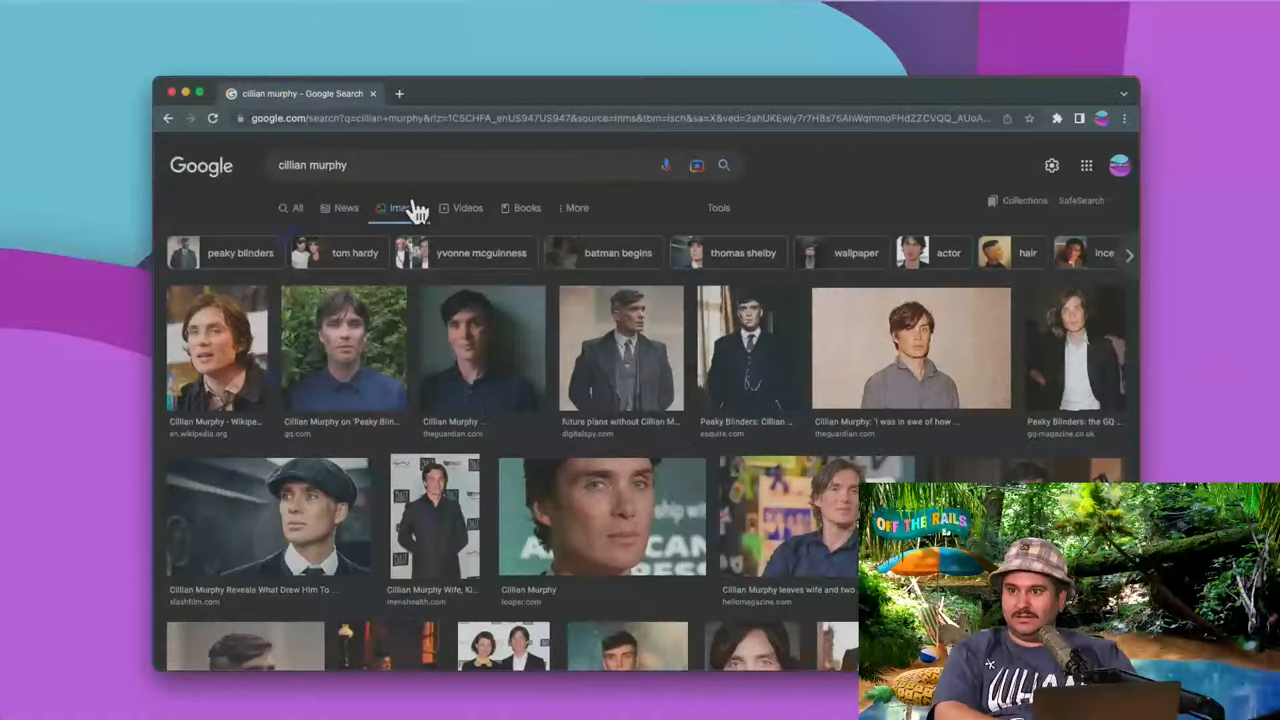 cillian murphy - Google Search
google.com/search?q=cillian+murphy&rlz=1C5CHFA_enUS947US947&source=lnms&tbm=isch&sa=X&ved=
Google
cillian murphy
All
News
Videos
Books
More
Tools
Collections
SafeSearch
peaky blinders
tom hardy
yvonne mcguinness
batman begins
thomas shelby
wallpaper
actor
hair
ince
Cillian Murphy - Wikipe...
Cillian Murphy on 'Peaky Blin...
Cillian Murphy ...
future plans without Cillian M...
Peaky Blinders: Cillian ...
Cillian Murphy: 'I was in awe of how ...
Peaky Blinders: the GQ
en.wikipedia.org
gq.com
theguardian.com
digitalspy.com
esquire.com
theguardian.com
gq-magazine.co.uk
Cillian Murphy Reveals What Drew Him To ...
Cillian Murphy Wife, Ki...
Cillian Murphy
Cillian Murphy leaves wife and two
slashfilm.com
menshealth.com
looper.com
hellomagazine.com
OFF THE RAILS